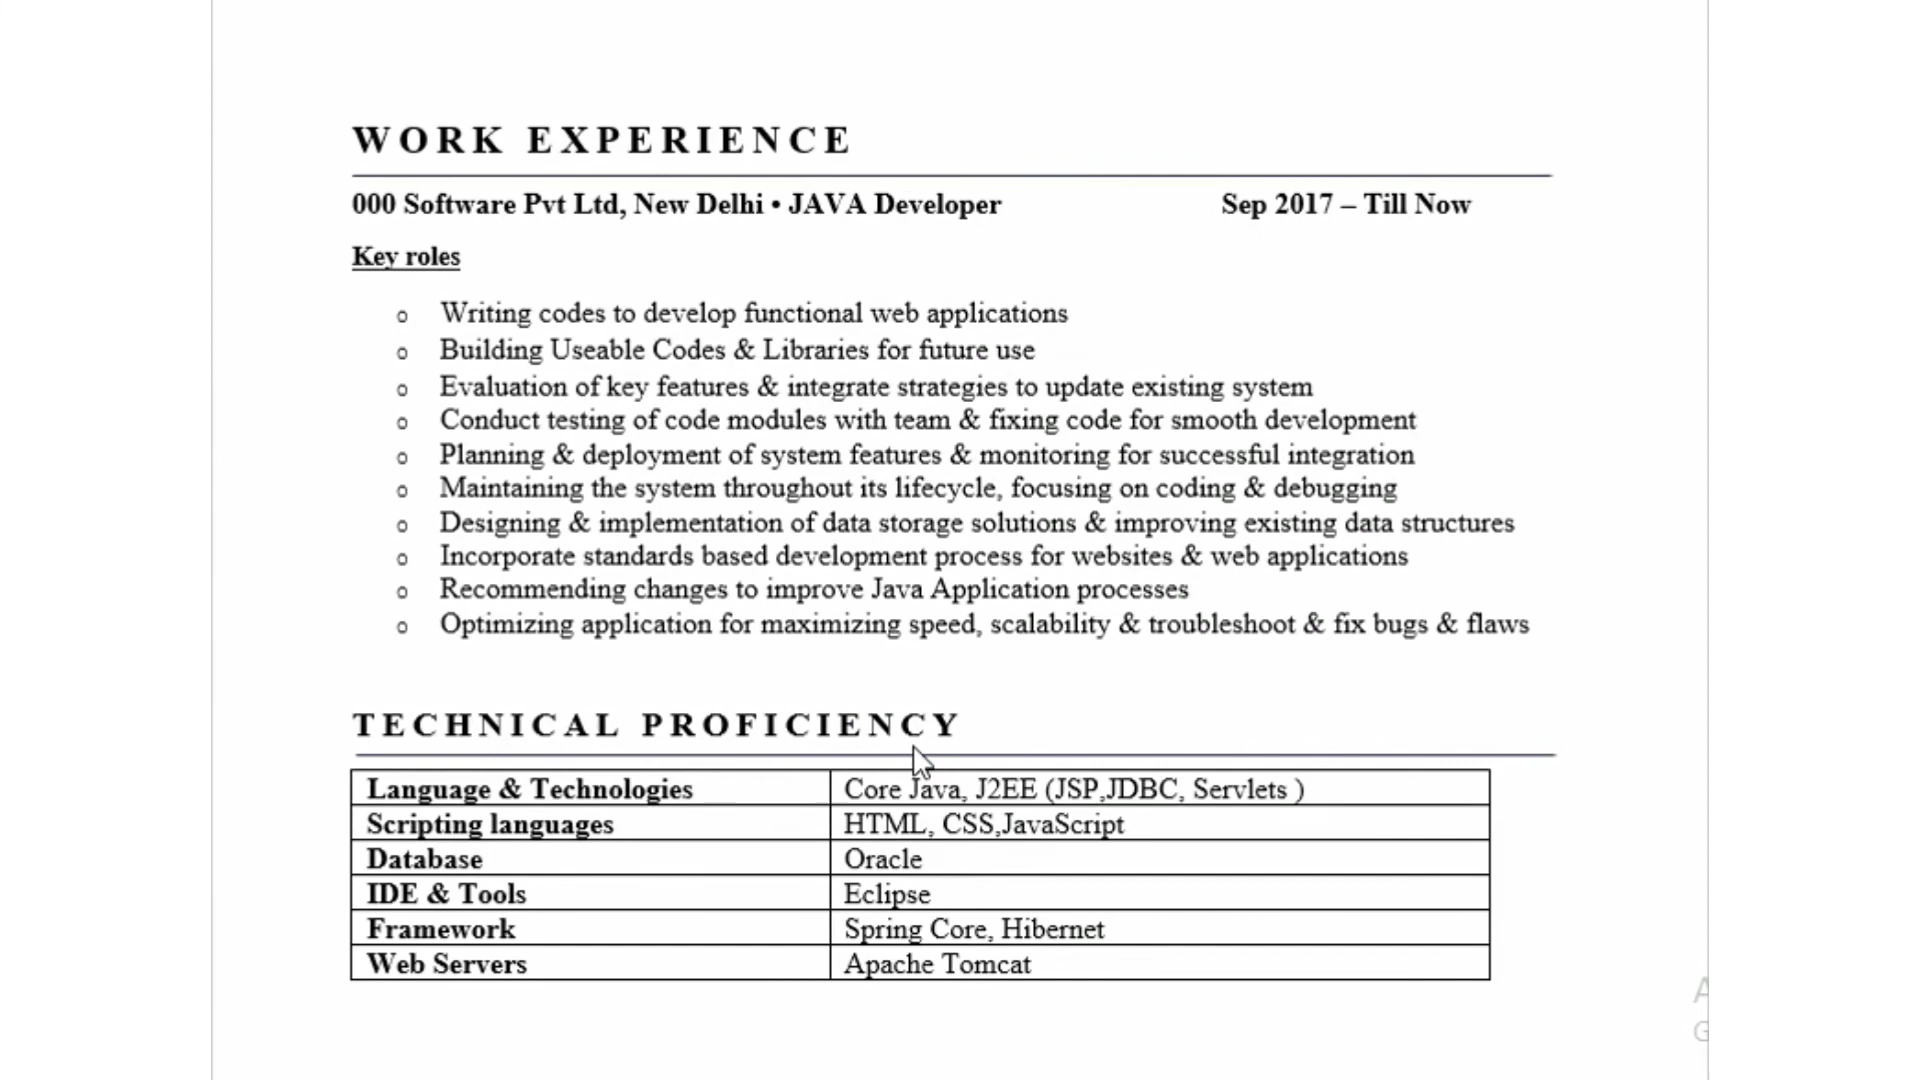 WORK EXPERIENCE
000 Software Pvt Ltd, New Delhi • JAVA Developer Sep 2017 – Till Now
Key roles
o Writing codes to develop functional web applications
o Building Useable Codes & Libraries for future use
o Evaluation of key features & integrate strategies to update existing system
o Conduct testing of code modules with team & fixing code for smooth development
o Planning & deployment of system features & monitoring for successful integration
o Maintaining the system throughout its lifecycle, focusing on coding & debugging
o Designing & implementation of data storage solutions & improving existing data structures
o Incorporate standards based development process for websites & web applications
o Recommending changes to improve Java Application processes
o Optimizing application for maximizing speed, scalability & troubleshoot & fix bugs & flaws
TECHNICAL PROFICIENCY
Language & Technologies Core Java, J2EE (JSP,JDBC, Servlets )
Scripting languages HTML, CSS,JavaScript
Database Oracle
IDE & Tools Eclipse
Framework Spring Core, Hibernet
Web Servers Apache Tomcat